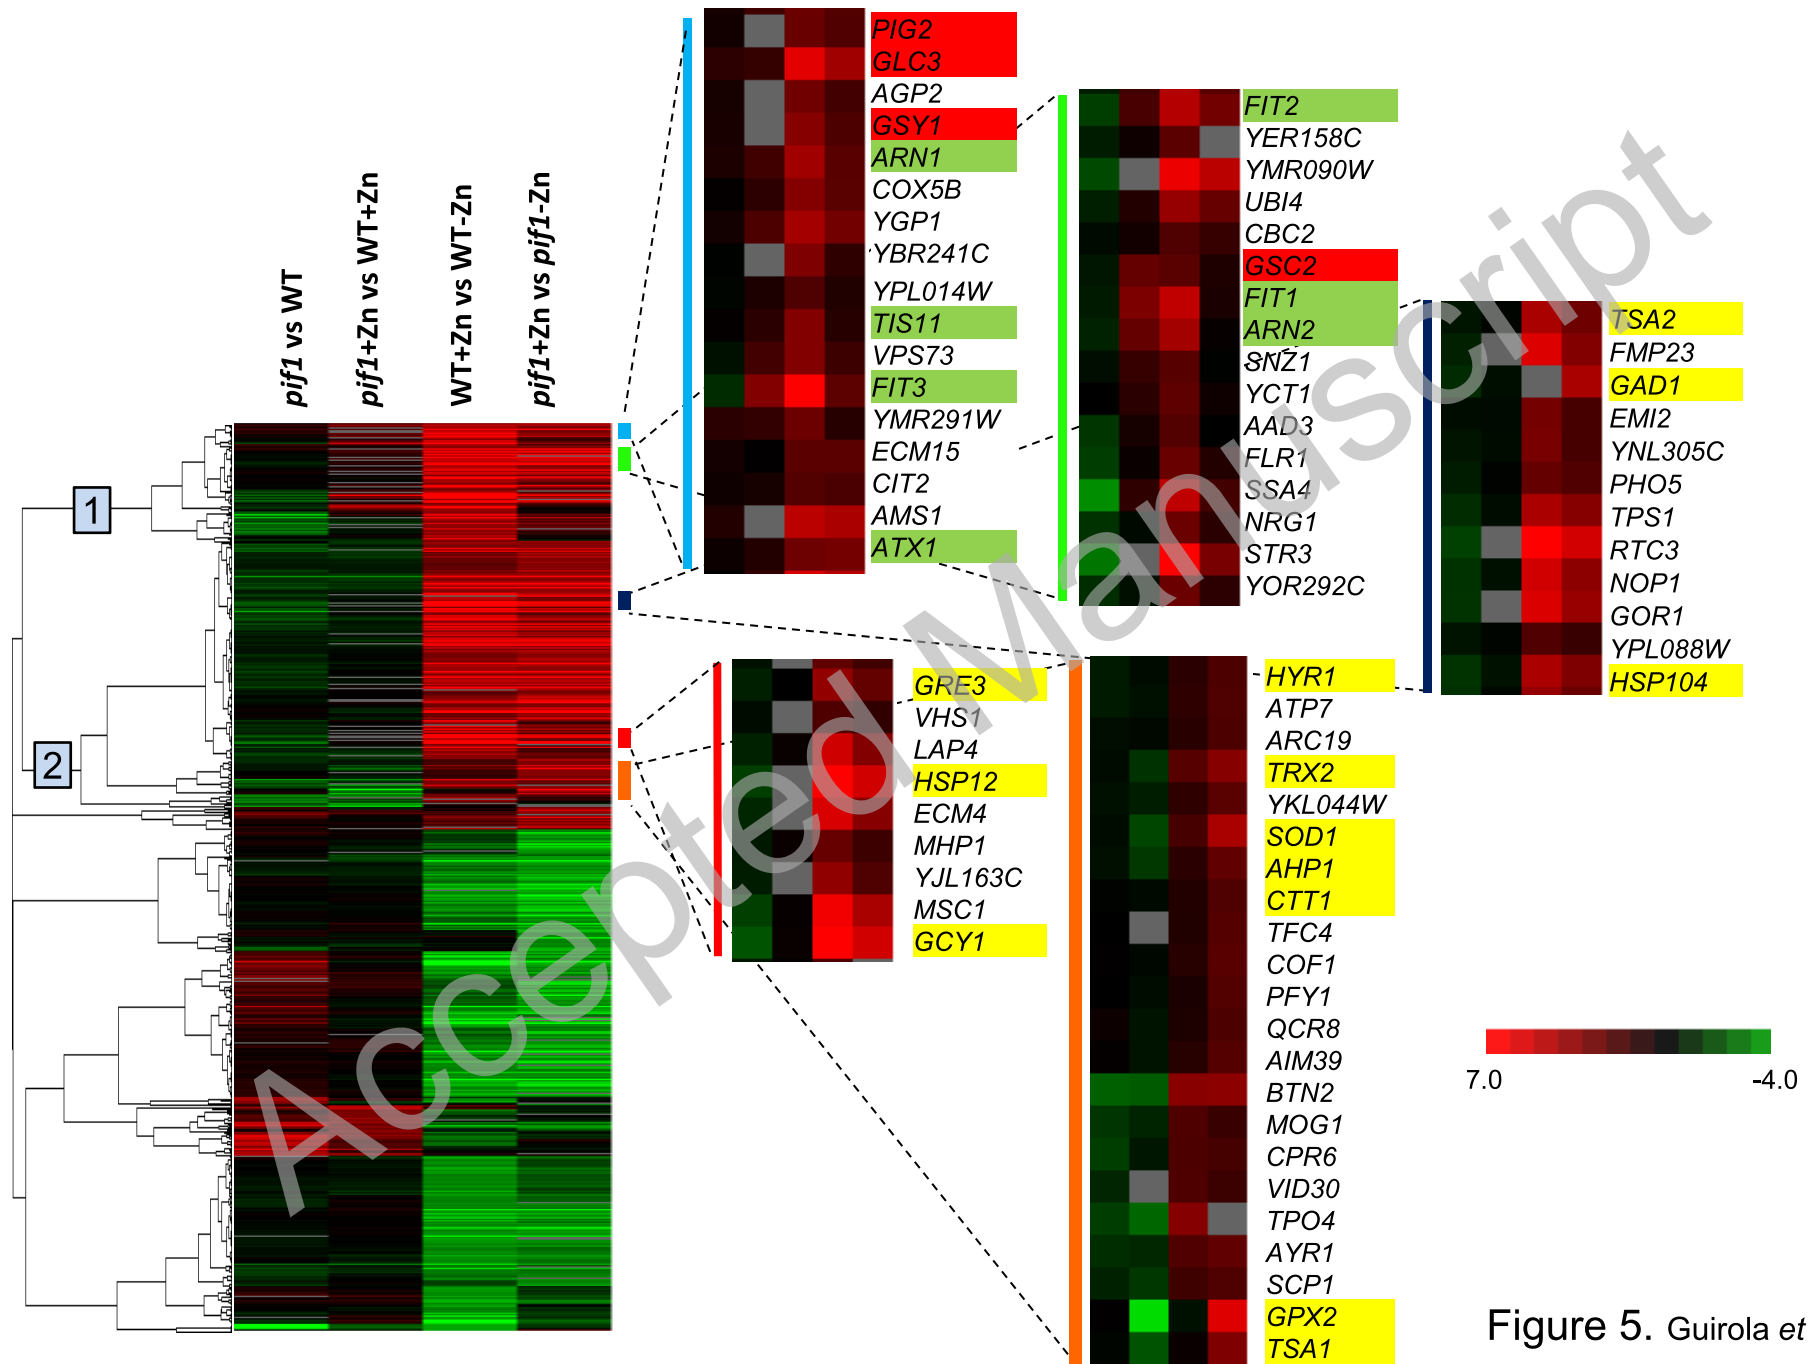 pif1 vs WT
pif1+Zn vs WT+Zn
WT+Zn vs WT-Zn
pif1+Zn vs pif1-Zn
1
2
PIG2
GLC3
AGP2
GSY1
ARN1
COX5B
YGP1
YBR241C
YPL014W
TIS11
VPS73
FIT3
YMR291W
ECM15
CIT2
AMS1
ATX1
FIT2
YER158C
YMR090W
UBI4
CBC2
GSC2
FIT1
ARN2
SNZ1
YCT1
AAD3
FLR1
SSA4
NRG1
STR3
YOR292C
TSA2
FMP23
GAD1
EMI2
YNL305C
PHO5
TPS1
RTC3
NOP1
GOR1
YPL088W
HSP104
GRE3
VHS1
LAP4
HSP12
ECM4
MHP1
YJL163C
MSC1
GCY1
HYR1
ATP7
ARC19
TRX2
YKL044W
SOD1
AHP1
CTT1
TFC4
COF1
PFY1
QCR8
AIM39
BTN2
MOG1
CPR6
VID30
TPO4
AYR1
SCP1
GPX2
TSA1
7.0 -4.0
Figure 5. Guirola et
Accepted Manuscript